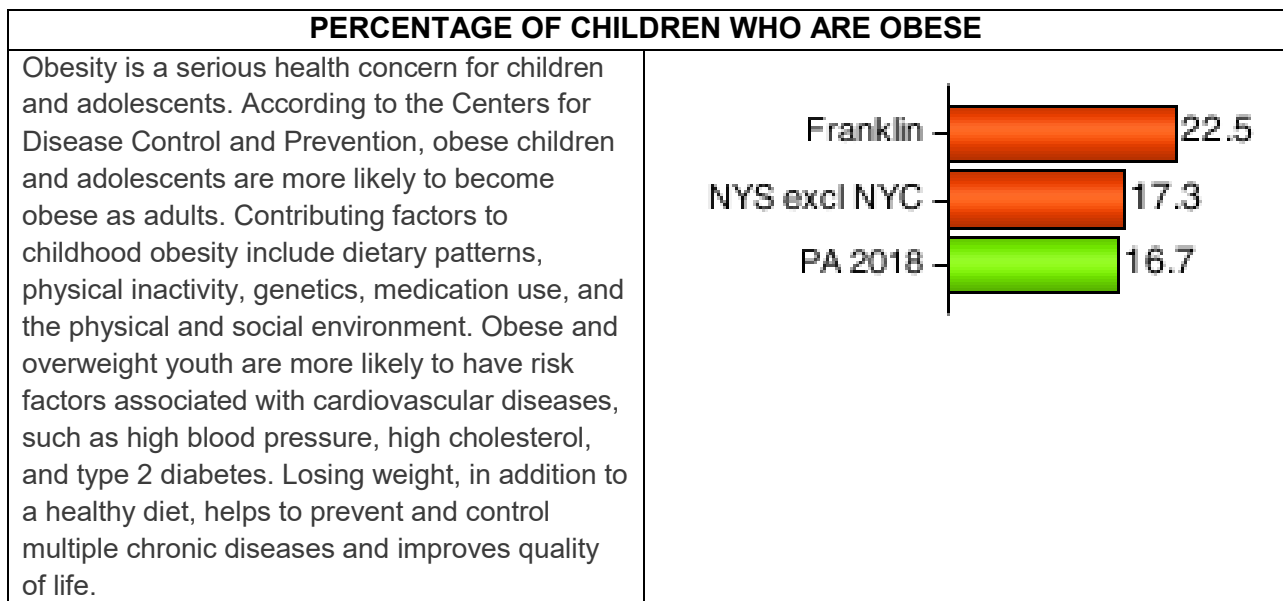 PERCENTAGE OF CHILDREN WHO ARE OBESE
Obesity is a serious health concern for children
and adolescents. According to the Centers for
Disease Control and Prevention, obese children
and adolescents are more likely to become
obese as adults. Contributing factors to
childhood obesity include dietary patterns,
physical inactivity, genetics, medication use, and
the physical and social environment. Obese and
overweight youth are more likely to have risk
factors associated with cardiovascular diseases,
such as high blood pressure, high cholesterol,
and type 2 diabetes. Losing weight, in addition to
a healthy diet, helps to prevent and control
multiple chronic diseases and improves quality
of life.
Franklin 22.5
NYS excl NYC 17.3
PA 2018 16.7